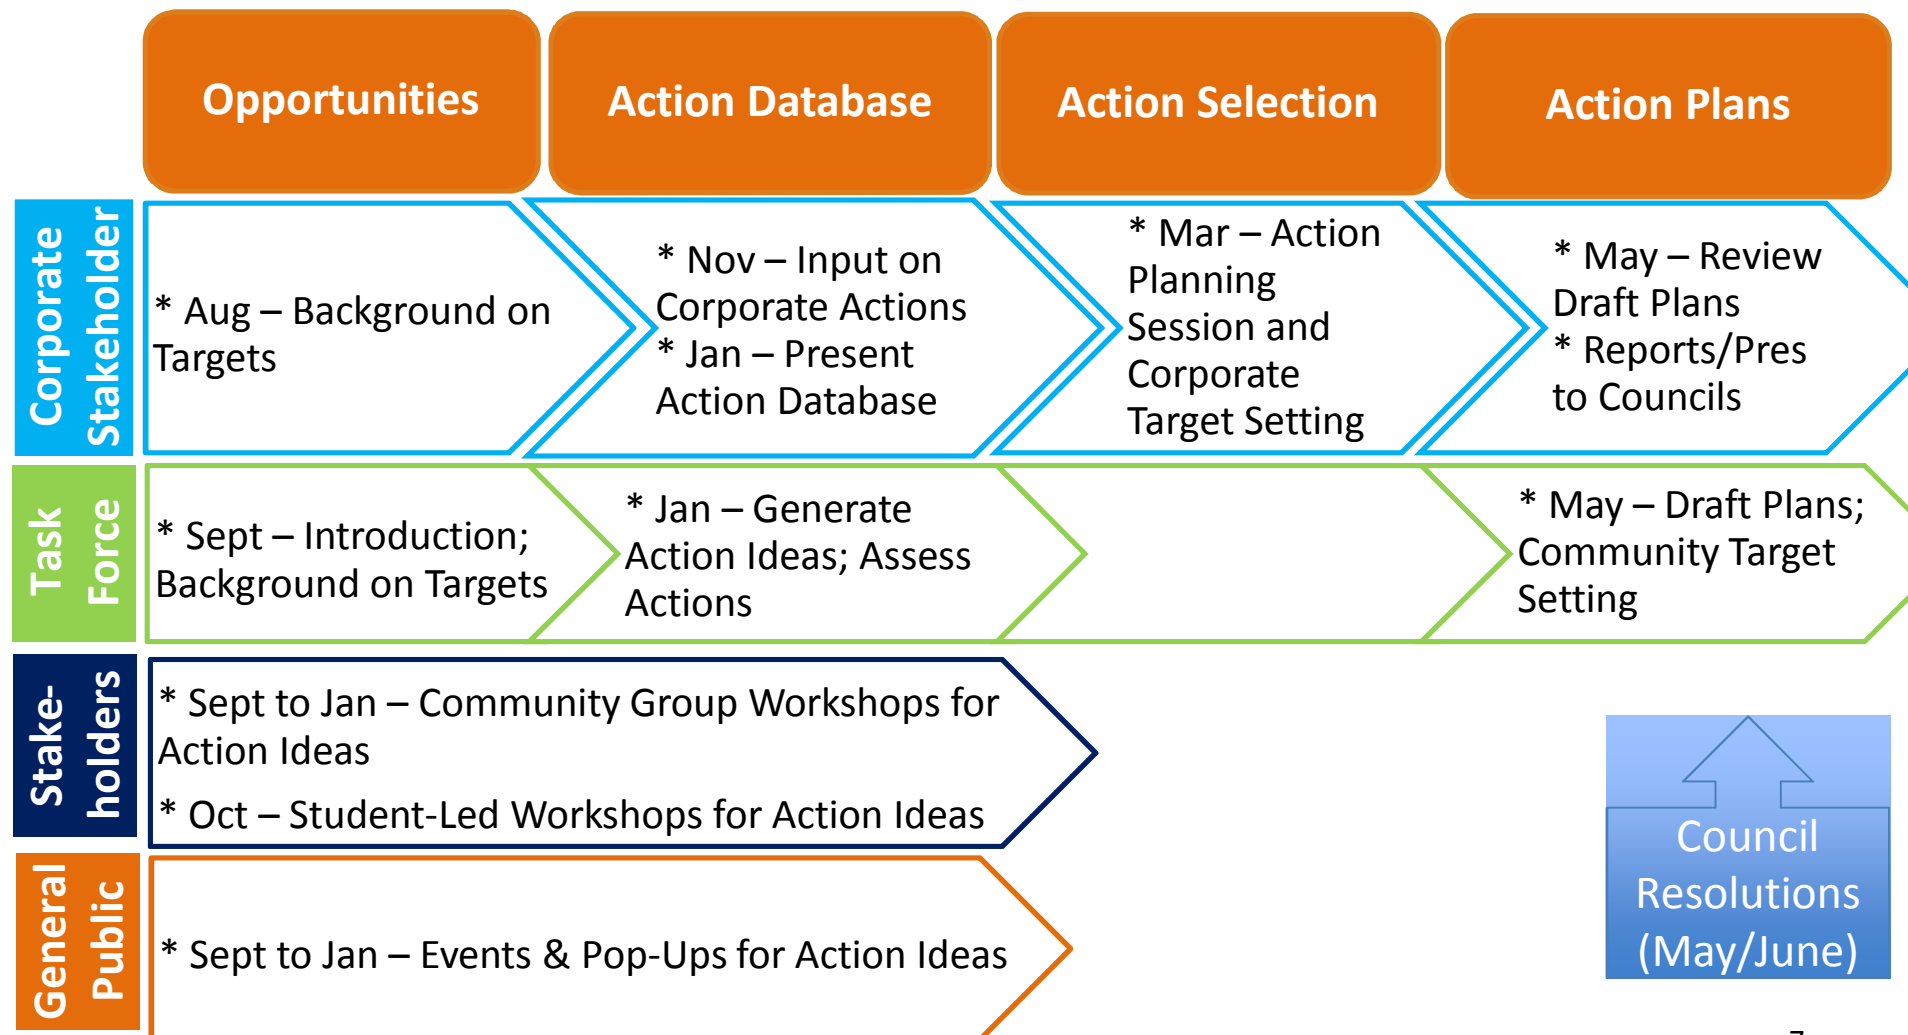 Opportunities
Action Database
Action Selection
Action Plans
Corporate
Stakeholder
* Aug – Background on
Targets
* Nov – Input on
Corporate Actions
* Jan – Present
Action Database
* Mar – Action
Planning
Session and
Corporate
Target Setting
* May – Review
Draft Plans
* Reports/Pres
to Councils
Task
Force
* Sept – Introduction;
Background on Targets
* Jan – Generate
Action Ideas; Assess
Actions
* May – Draft Plans;
Community Target
Setting
Stake-
holders
* Sept to Jan – Community Group Workshops for
Action Ideas
* Oct – Student-Led Workshops for Action Ideas
General
Public
* Sept to Jan – Events & Pop-Ups for Action Ideas
Council
Resolutions
(May/June)